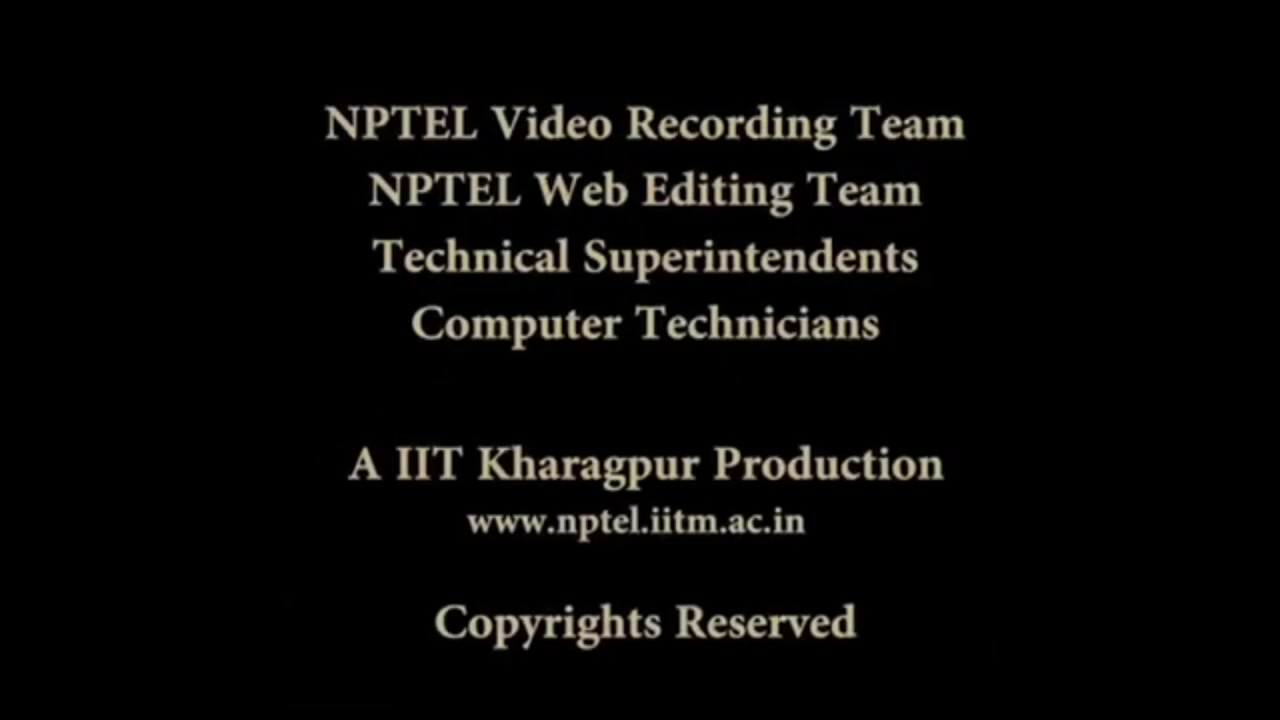 NPTEL Video Recording Team
NPTEL Web Editing Team
Technical Superintendents
Computer Technicians
A IIT Kharagpur Production
www.nptel.iitm.ac.in
Copyrights Reserved